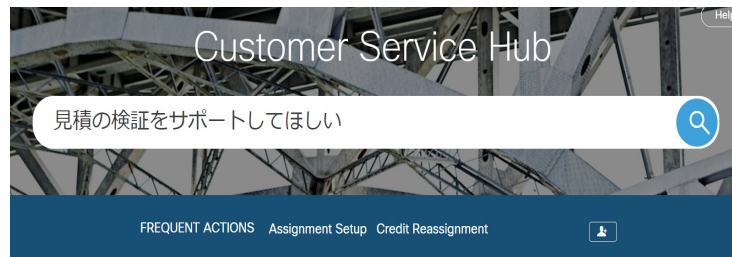 Help
Customer Service Hub
見積の検証をサポートしてほしい
FREQUENT ACTIONS Assignment Setup Credit Reassignment